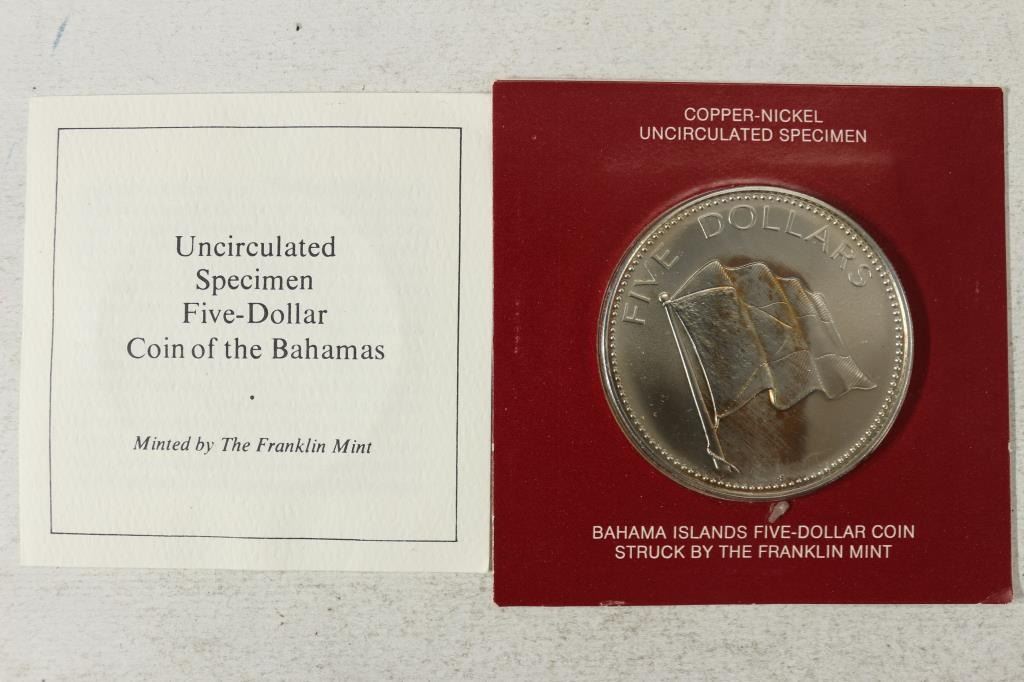 Uncirculated
Specimen
Five-Dollar
Coin of the Bahamas
•
Minted by The Franklin Mint
COPPER-NICKEL
UNCIRCULATED SPECIMEN
FIVE DOLLARS
BAHAMA ISLANDS FIVE-DOLLAR COIN
STRUCK BY THE FRANKLIN MINT